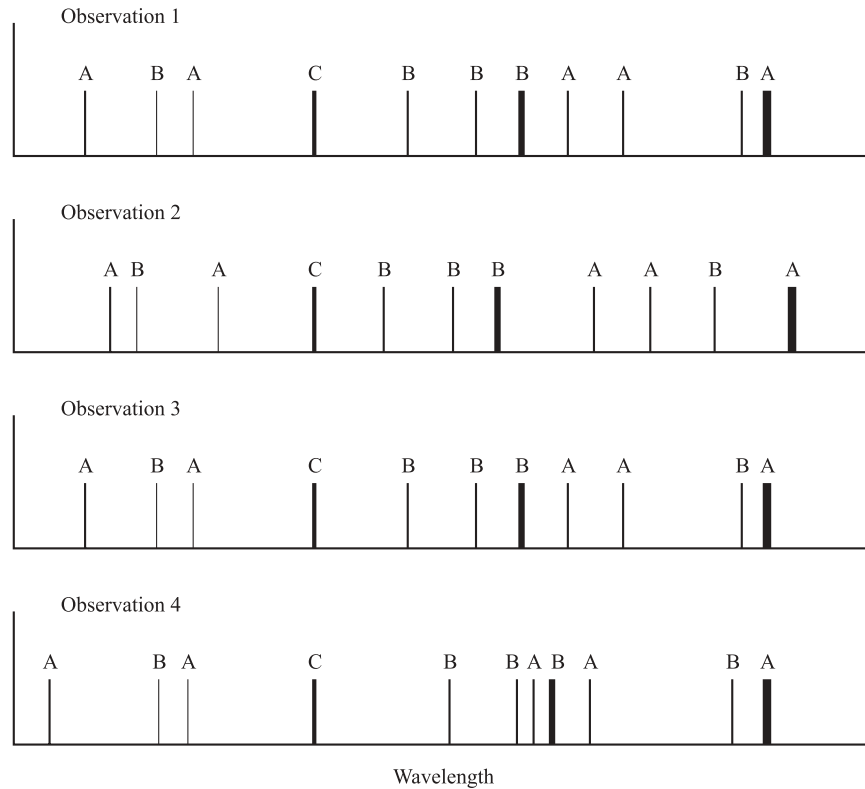 Observation 1
A B A C B B B A A B A
Observation 2
A B A C B B B A A B A
Observation 3
A B A C B B B A A B A
Observation 4
A B A C B B A B A B A
Wavelength